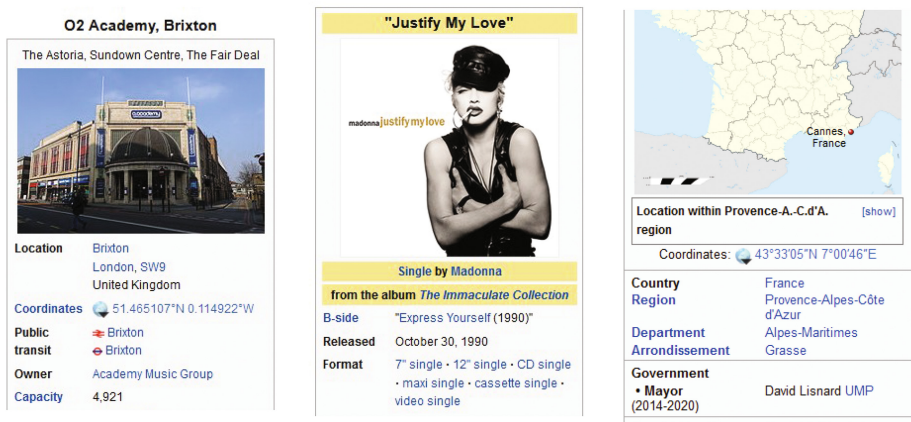 O2 Academy, Brixton
The Astoria, Sundown Centre, The Fair Deal
O2 academy
Location Brixton
London, SW9
United Kingdom
Coordinates 51.465107°N 0.114922°W
Public transit Brixton
Brixton
Owner Academy Music Group
Capacity 4,921
"Justify My Love"
madonna justify my love
Single by Madonna
from the album The Immaculate Collection
B-side "Express Yourself (1990)"
Released October 30, 1990
Format 7" single · 12" single · CD single
· maxi single · cassette single ·
video single
Cannes,
France
Location within Provence-A.-C.d'A. [show]
region
Coordinates: 43°33′05″N 7°00′46″E
Country France
Region Provence-Alpes-Côte
d'Azur
Department Alpes-Maritimes
Arrondissement Grasse
Government
• Mayor David Lisnard UMP
(2014-2020)